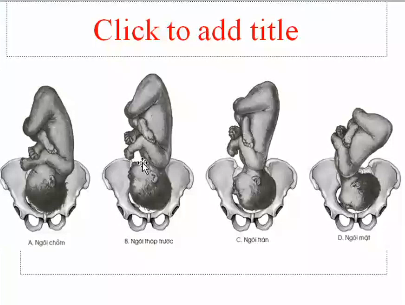 Click to add title
A. Ngôi chỏm
B. Ngôi thóp trước
C. Ngôi trán
D. Ngôi mặt